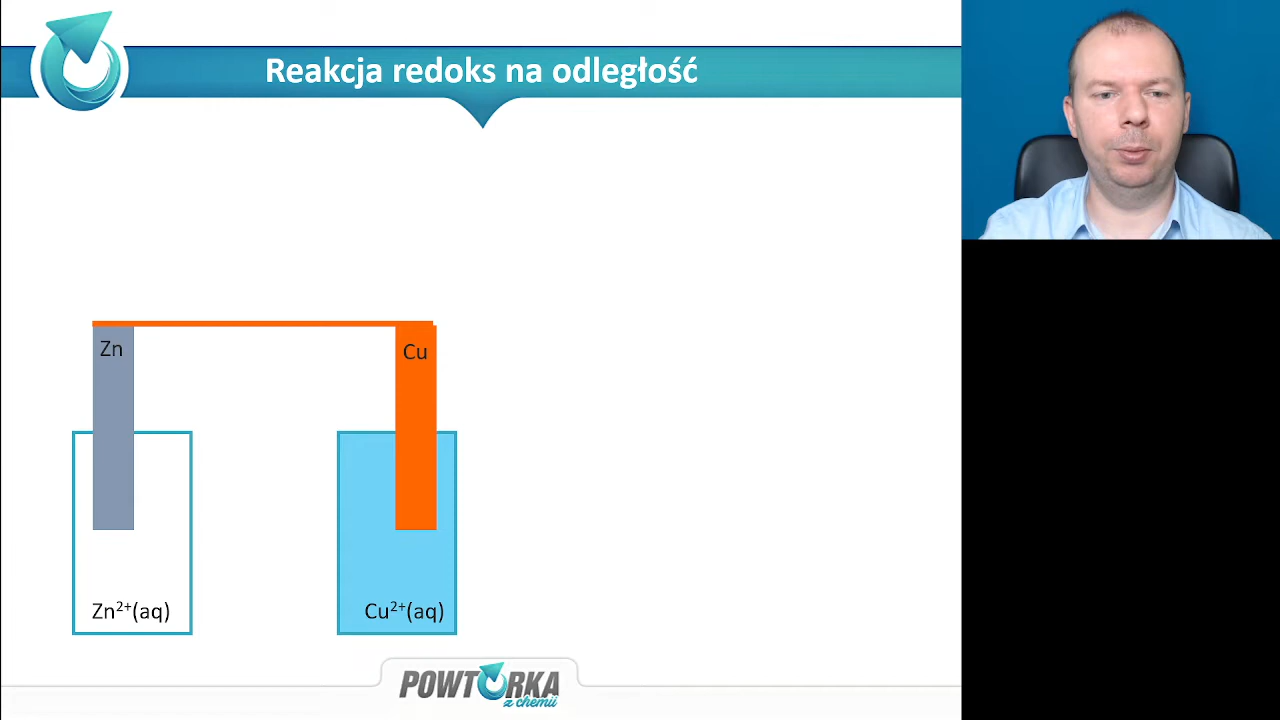 Reakcja redoks na odległość
Zn
Cu
Zn²⁺(aq)
Cu²⁺(aq)
POWTÓRKA
z chemii